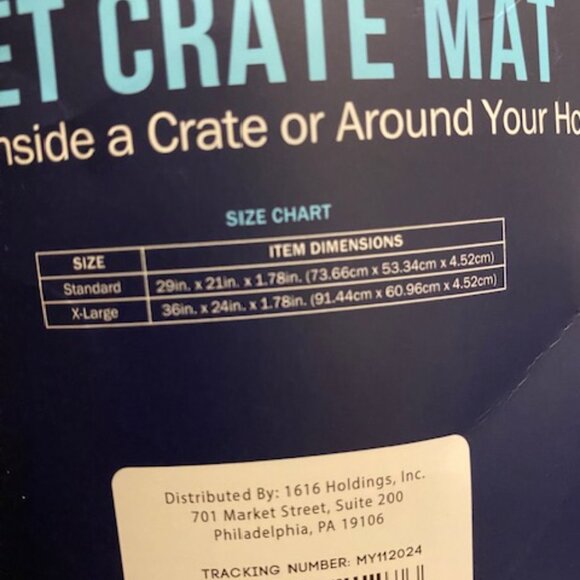 ET CRATE MAT
nside a Crate or Around Your Ho
SIZE CHART
SIZE ITEM DIMENSIONS
Standard 29in. x 21in. x 1.78in. (73.66cm x 53.34cm x 4.52cm)
X-Large 36in. x 24in. x 1.78in. (91.44cm x 60.96cm x 4.52cm)
Distributed By: 1616 Holdings, Inc.
701 Market Street, Suite 200
Philadelphia, PA 19106
TRACKING NUMBER: MY112024